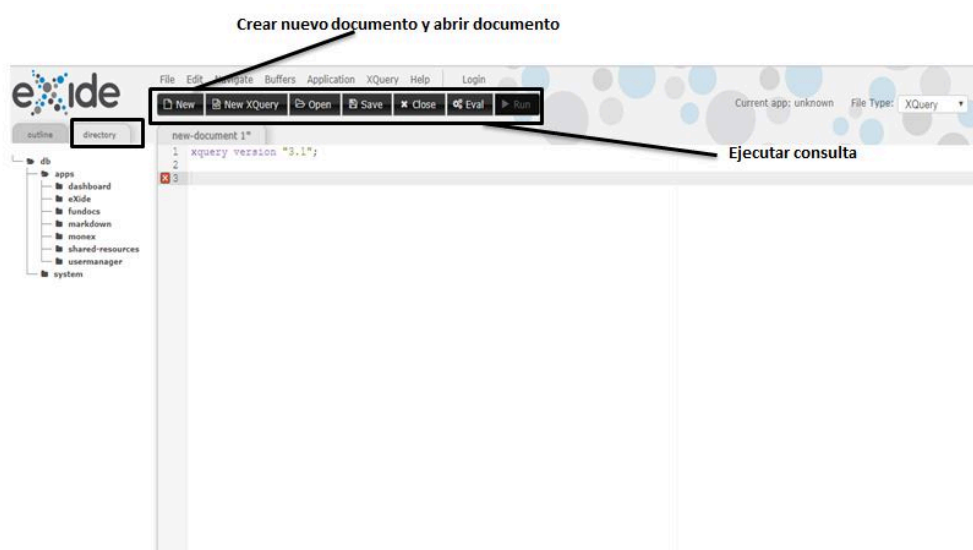 Crear nuevo documento y abrir documento
eXide
File Edit Navigate Buffers Application XQuery Help Login
New New XQuery Open Save Close Eval Run
Current app: unknown File Type: XQuery
outline directory
new-document 1*
Ejecutar consulta
1 xquery version "3.1";
2
3
db
apps
dashboard
eXide
fundocs
markdown
monex
shared-resources
usermanager
system